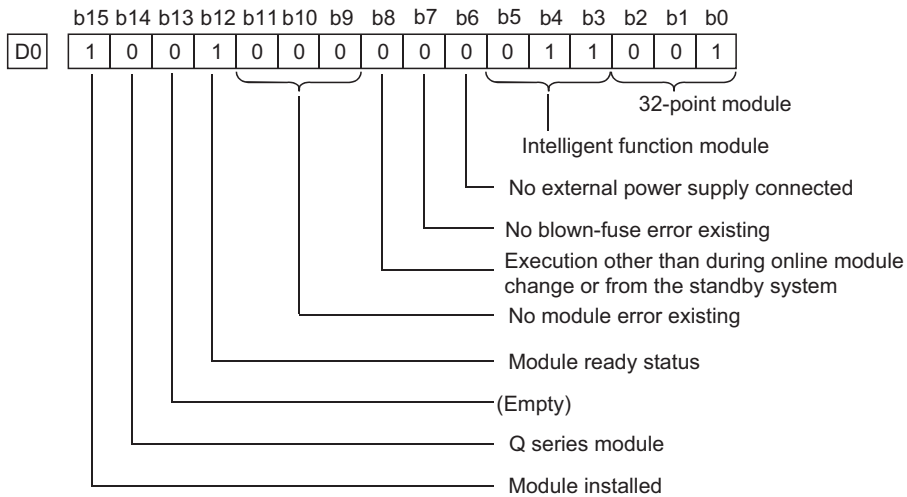 b15 b14 b13 b12 b11 b10 b9 b8 b7 b6 b5 b4 b3 b2 b1 b0
D0 1 0 0 1 0 0 0 0 0 0 0 1 1 0 0 1
32-point module
Intelligent function module
No external power supply connected
No blown-fuse error existing
Execution other than during online module
change or from the standby system
No module error existing
Module ready status
(Empty)
Q series module
Module installed